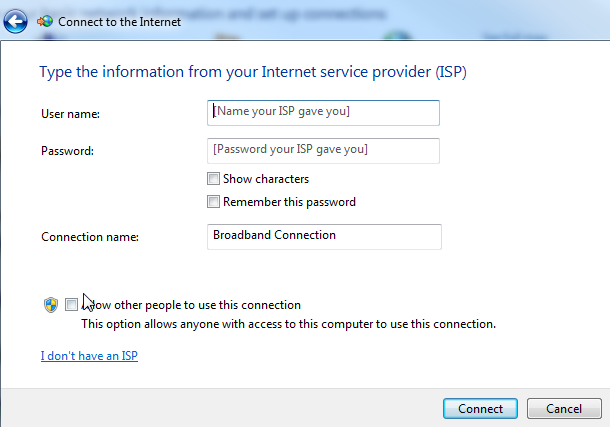 Connect to the Internet
Type the information from your Internet service provider (ISP)
User name:
[Name your ISP gave you]
Password:
[Password your ISP gave you]
Show characters
Remember this password
Connection name:
Broadband Connection
Allow other people to use this connection
This option allows anyone with access to this computer to use this connection.
I don't have an ISP
Connect
Cancel